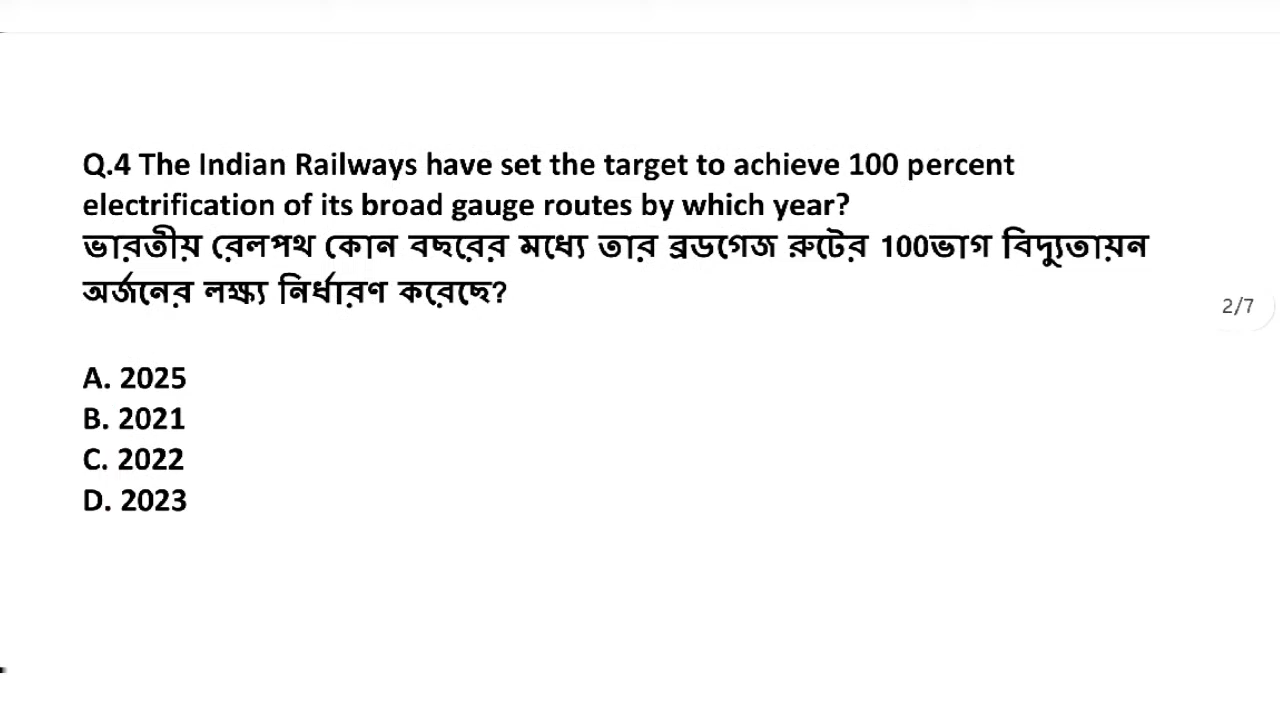 Q.4 The Indian Railways have set the target to achieve 100 percent
electrification of its broad gauge routes by which year?
ভারতীয় রেলপথ কোন বছরের মধ্যে তার ব্রডগেজ রুটের 100ভাগ বিদ্যুতায়ন
অর্জনের লক্ষ্য নির্ধারণ করেছে?
2/7
A. 2025
B. 2021
C. 2022
D. 2023